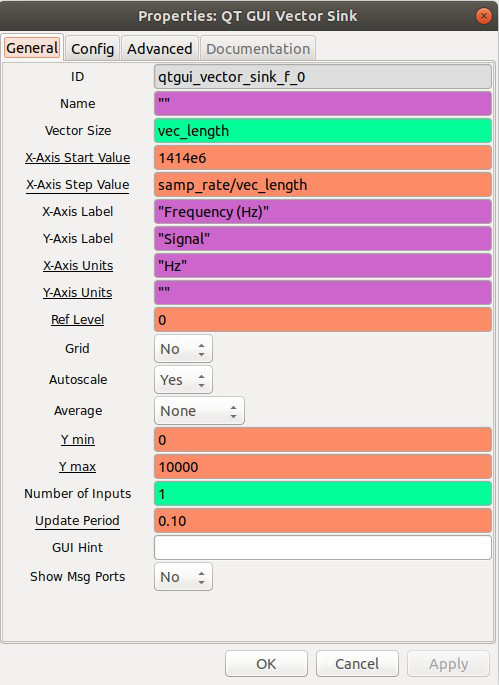 Properties: QT GUI Vector Sink
General Config Advanced Documentation
ID qtgui_vector_sink_f_0
Name ""
Vector Size vec_length
X-Axis Start Value 1414e6
X-Axis Step Value samp_rate/vec_length
X-Axis Label "Frequency (Hz)"
Y-Axis Label "Signal"
X-Axis Units "Hz"
Y-Axis Units ""
Ref Level 0
Grid No
Autoscale Yes
Average None
Y min 0
Y max 10000
Number of Inputs 1
Update Period 0.10
GUI Hint
Show Msg Ports No
OK Cancel Apply